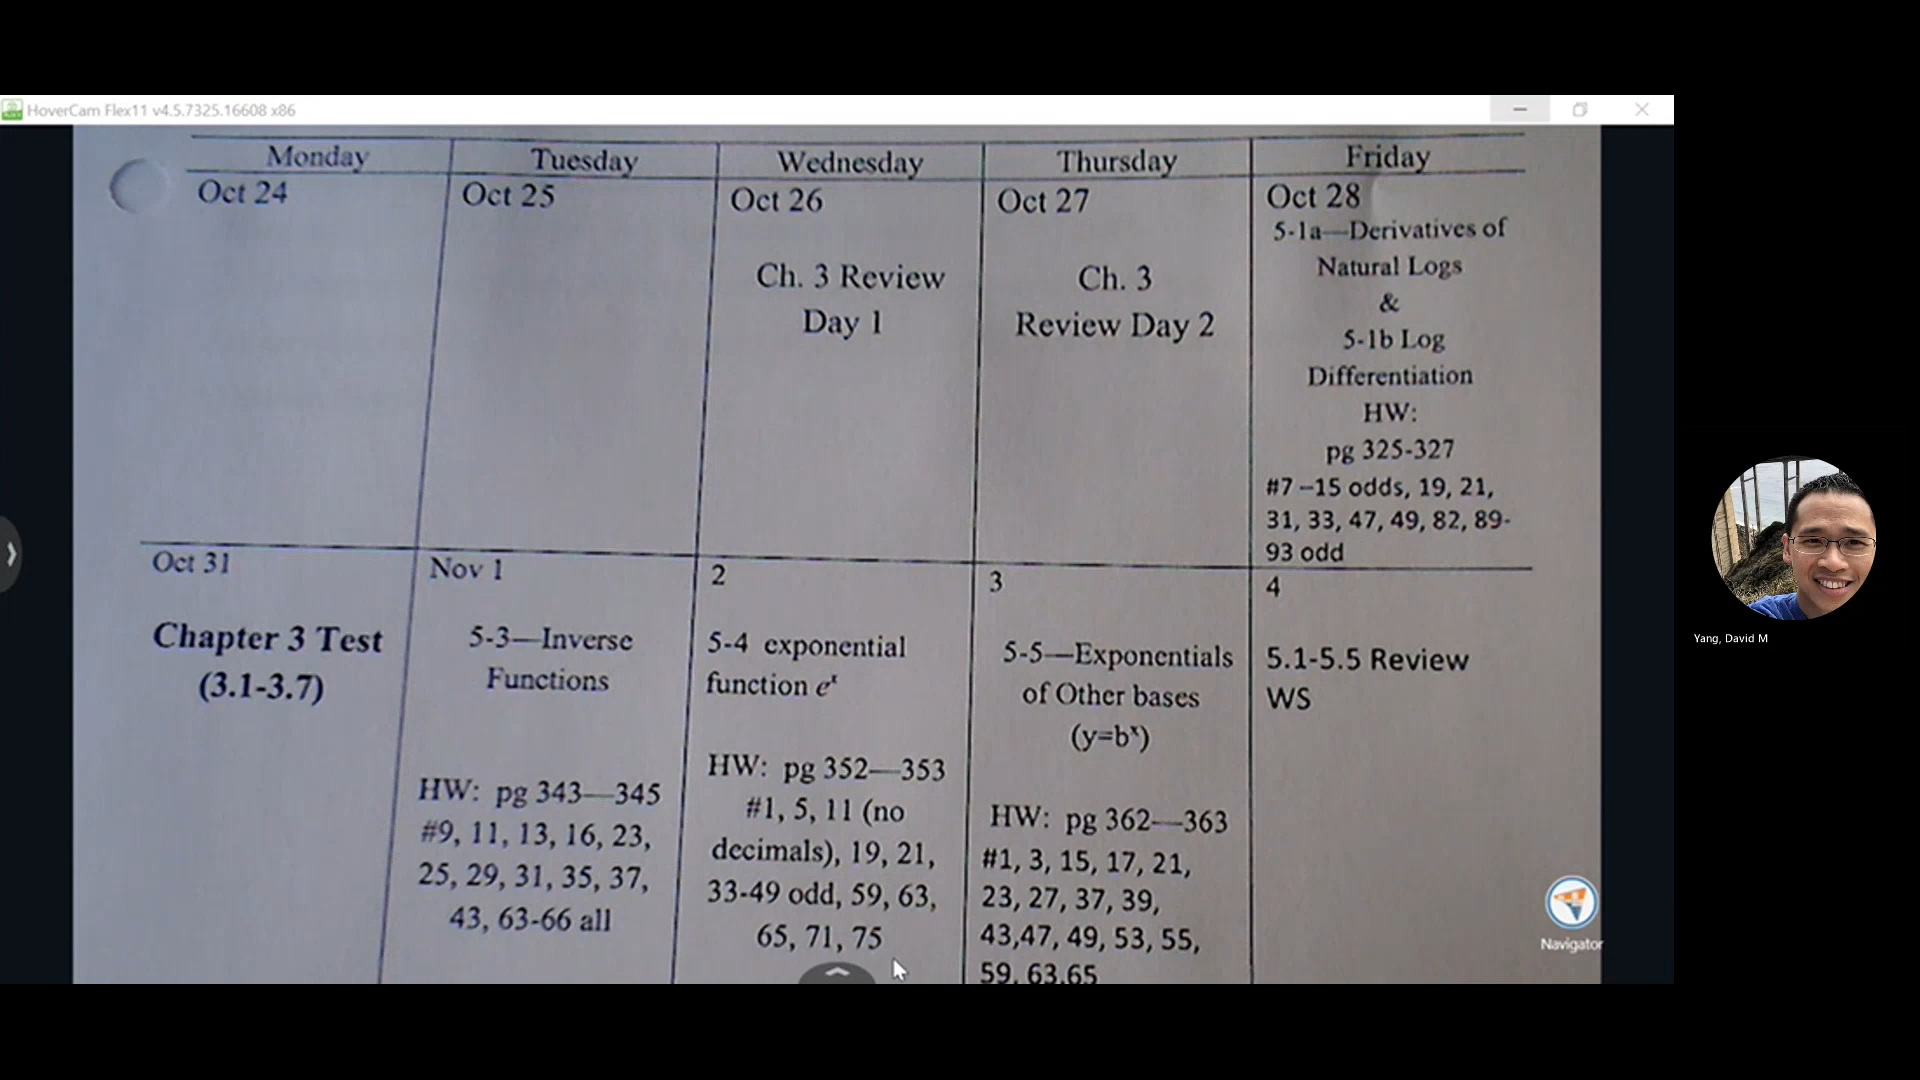 HoverCam Flex11 v4.5.7325.16608 x86
Monday
Tuesday
Wednesday
Thursday
Friday
Oct 24
Oct 25
Oct 26
Ch. 3 Review
Day 1
Oct 27
Ch. 3
Review Day 2
Oct 28
5-1a—Derivatives of
Natural Logs
&
5-1b Log
Differentiation
HW:
pg 325-327
#7 –15 odds, 19, 21,
31, 33, 47, 49, 82, 89-
93 odd
Oct 31
Chapter 3 Test
(3.1-3.7)
Nov 1
5-3—Inverse
Functions
HW: pg 343—345
#9, 11, 13, 16, 23,
25, 29, 31, 35, 37,
43, 63-66 all
2
5-4 exponential
function eˣ
HW: pg 352—353
#1, 5, 11 (no
decimals), 19, 21,
33-49 odd, 59, 63,
65, 71, 75
3
5-5—Exponentials
of Other bases
(y=bˣ)
HW: pg 362—363
#1, 3, 15, 17, 21,
23, 27, 37, 39,
43,47, 49, 53, 55,
59, 63,65
4
5.1-5.5 Review
WS
Navigator
Yang, David M